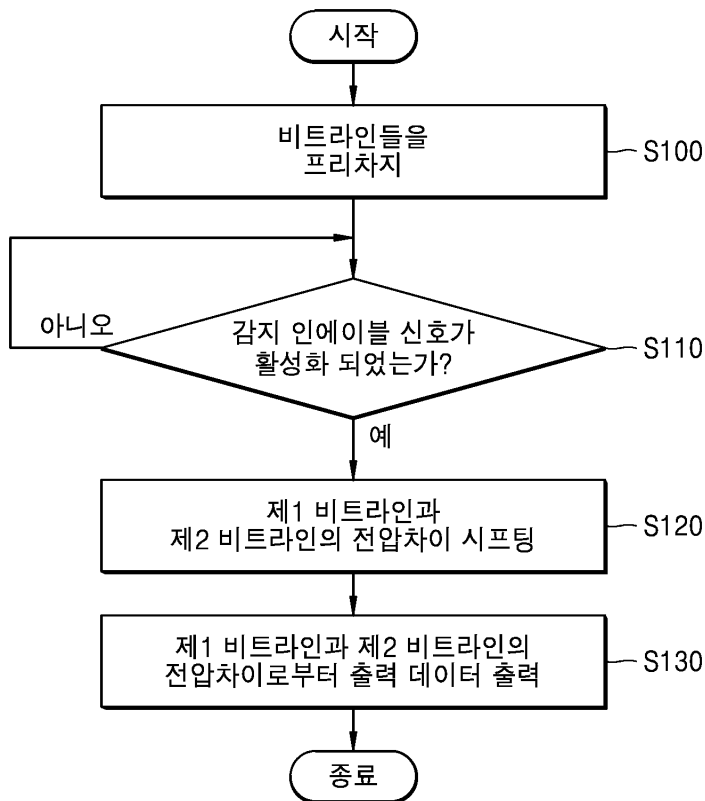 시작
비트라인들을
프리차지
S100
아니오
감지 인에이블 신호가
활성화 되었는가?
S110
예
제1 비트라인과
제2 비트라인의 전압차이 시프팅
S120
제1 비트라인과 제2 비트라인의
전압차이로부터 출력 데이터 출력
S130
종료